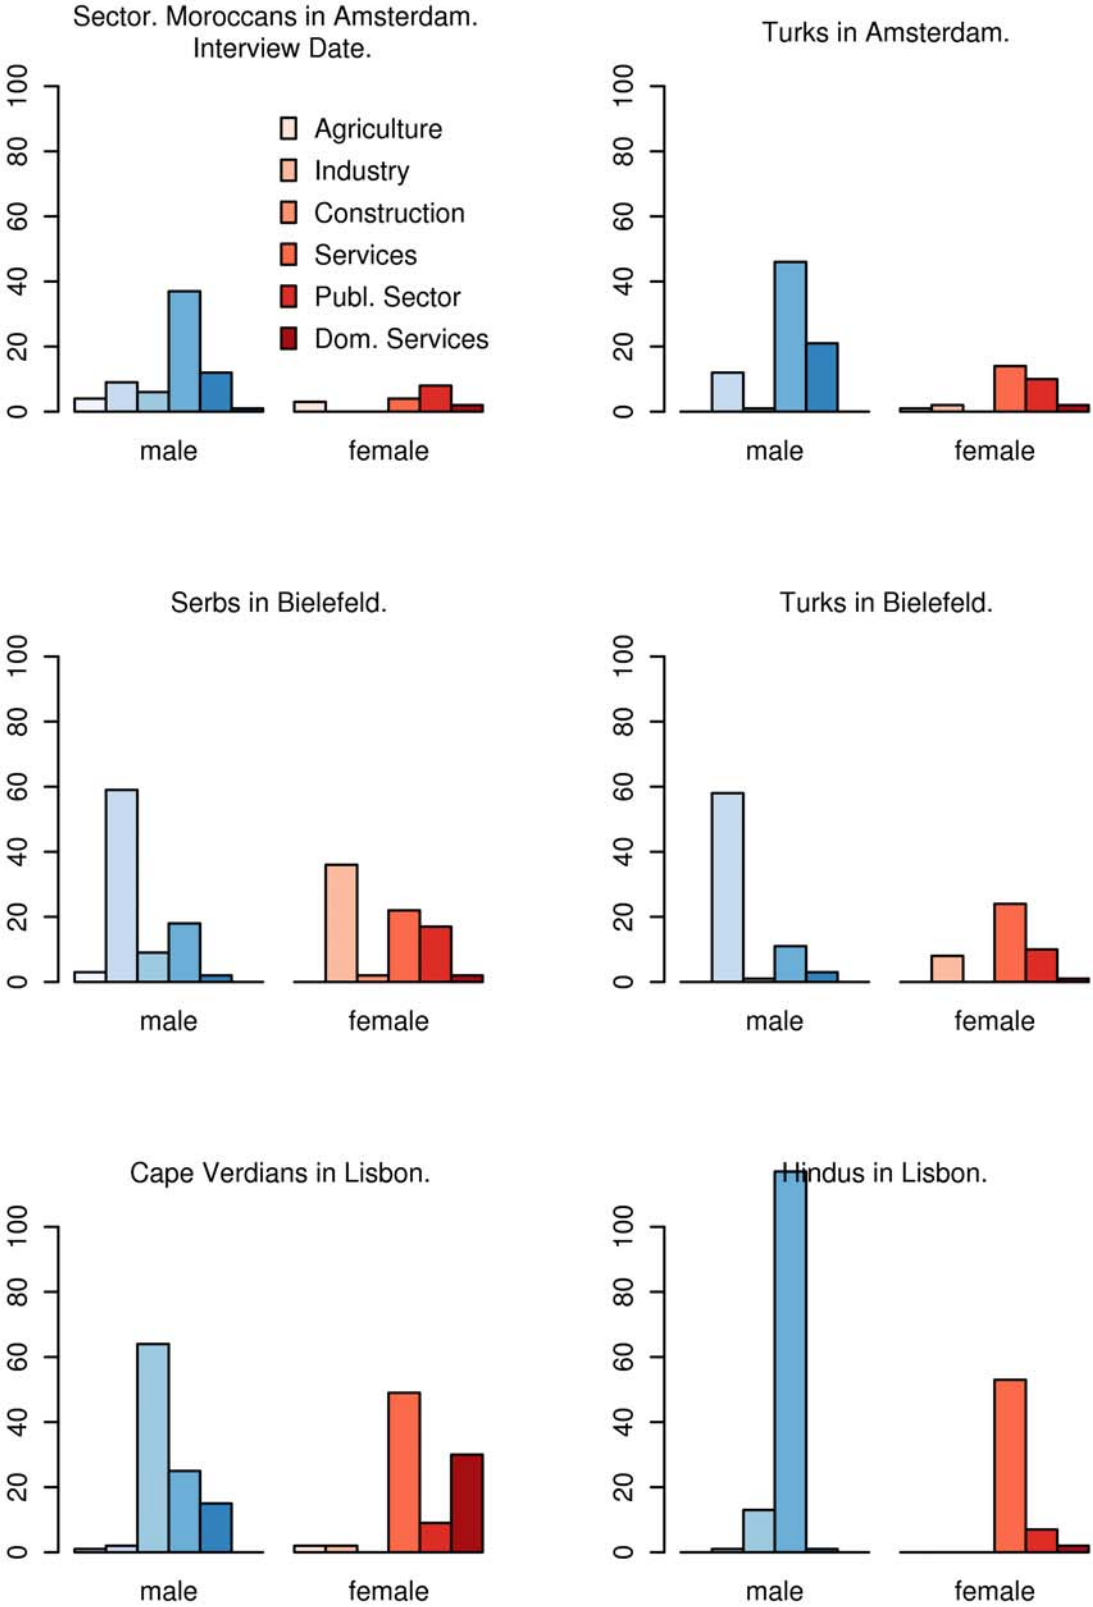 Sector. Moroccans in Amsterdam.
Interview Date.
100
80
60
40
20
0
Agriculture
Industry
Construction
Services
Publ. Sector
Dom. Services
male
female
Turks in Amsterdam.
100
80
60
40
20
0
male
female
Serbs in Bielefeld.
100
80
60
40
20
0
male
female
Turks in Bielefeld.
100
80
60
40
20
0
male
female
Cape Verdians in Lisbon.
100
80
60
40
20
0
male
female
Hindus in Lisbon.
100
80
60
40
20
0
male
female